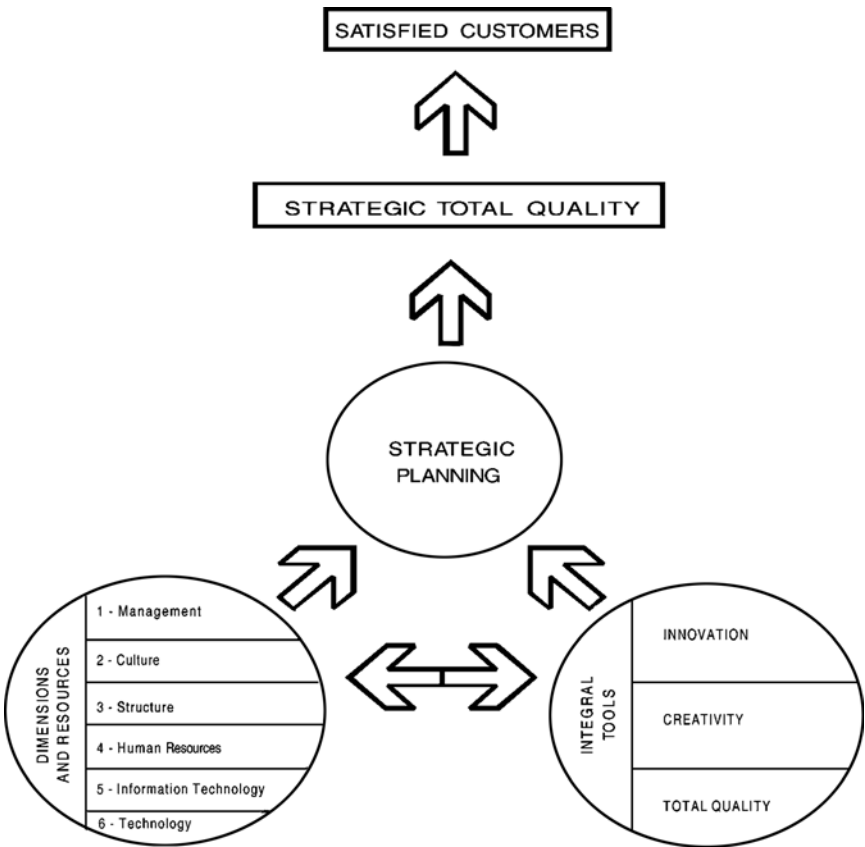 SATISFIED CUSTOMERS
STRATEGIC TOTAL QUALITY
STRATEGIC
PLANNING
DIMENSIONS
AND RESOURCES
1 - Management
2 - Culture
3 - Structure
4 - Human Resources
5 - Information Technology
6 - Technology
INTEGRAL
TOOLS
INNOVATION
CREATIVITY
TOTAL QUALITY